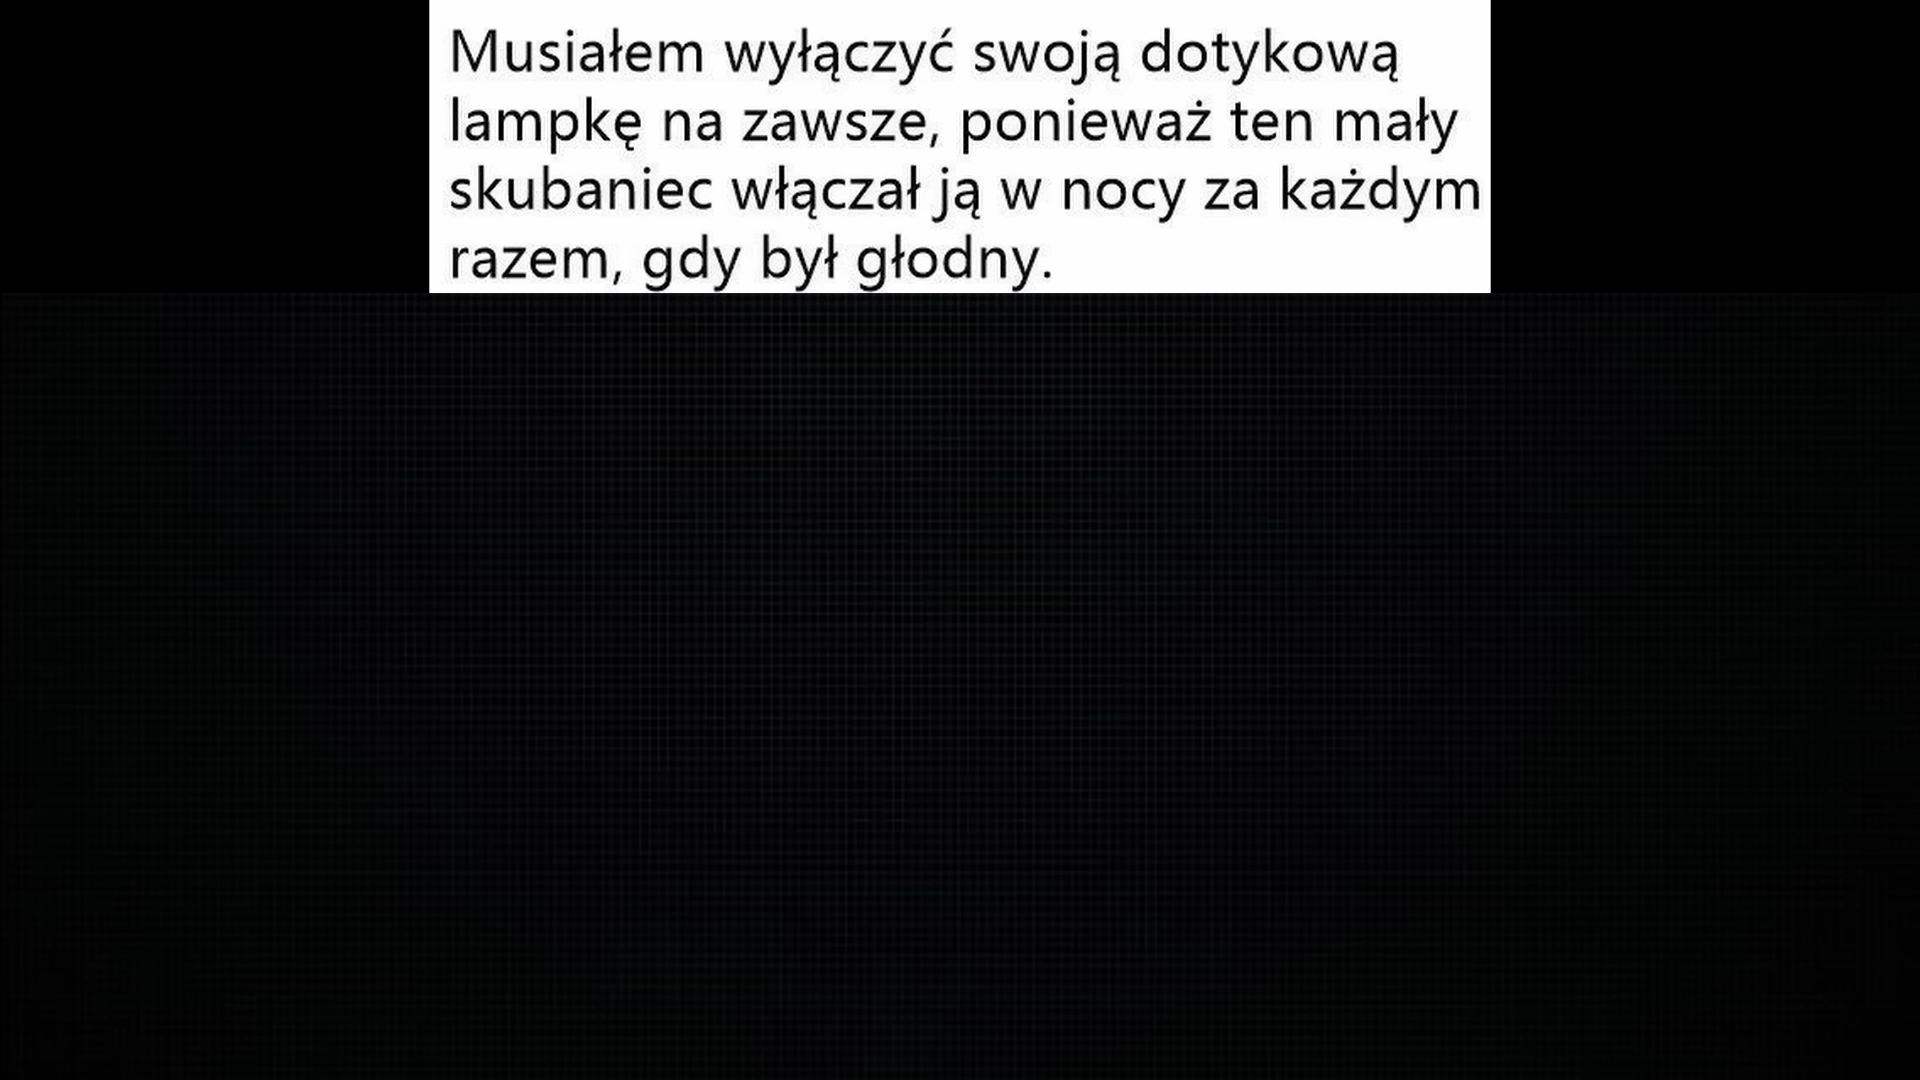 Musiałem wyłączyć swoją dotykową
lampkę na zawsze, ponieważ ten mały
skubaniec włączał ją w nocy za każdym
razem, gdy był głodny.